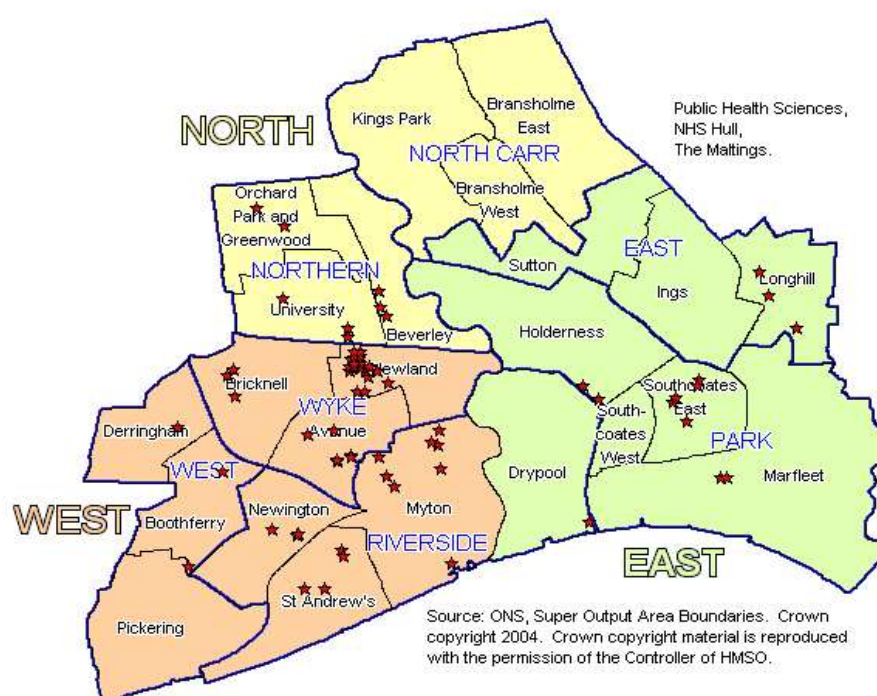 Kings Park
Bransholme
East
Public Health Sciences,
NHS Hull,
The Maltings.
NORTH
NORTH CARR
Bransholme
West
Orchard
Park and
Greenwood
NORTHERN
University
Beverley
Sutton
EAST
Ings
Longhill
Holderness
Bricknell
Newland
WYKE
Avenue
Derringham
WEST
Southcoates
East
South-
coates
West
PARK
Drypool
Marfleet
WEST
Boothferry
Newington
Myton
RIVERSIDE
EAST
St Andrew's
Pickering
Source: ONS, Super Output Area Boundaries. Crown
copyright 2004. Crown copyright material is reproduced
with the permission of the Controller of HMSO.